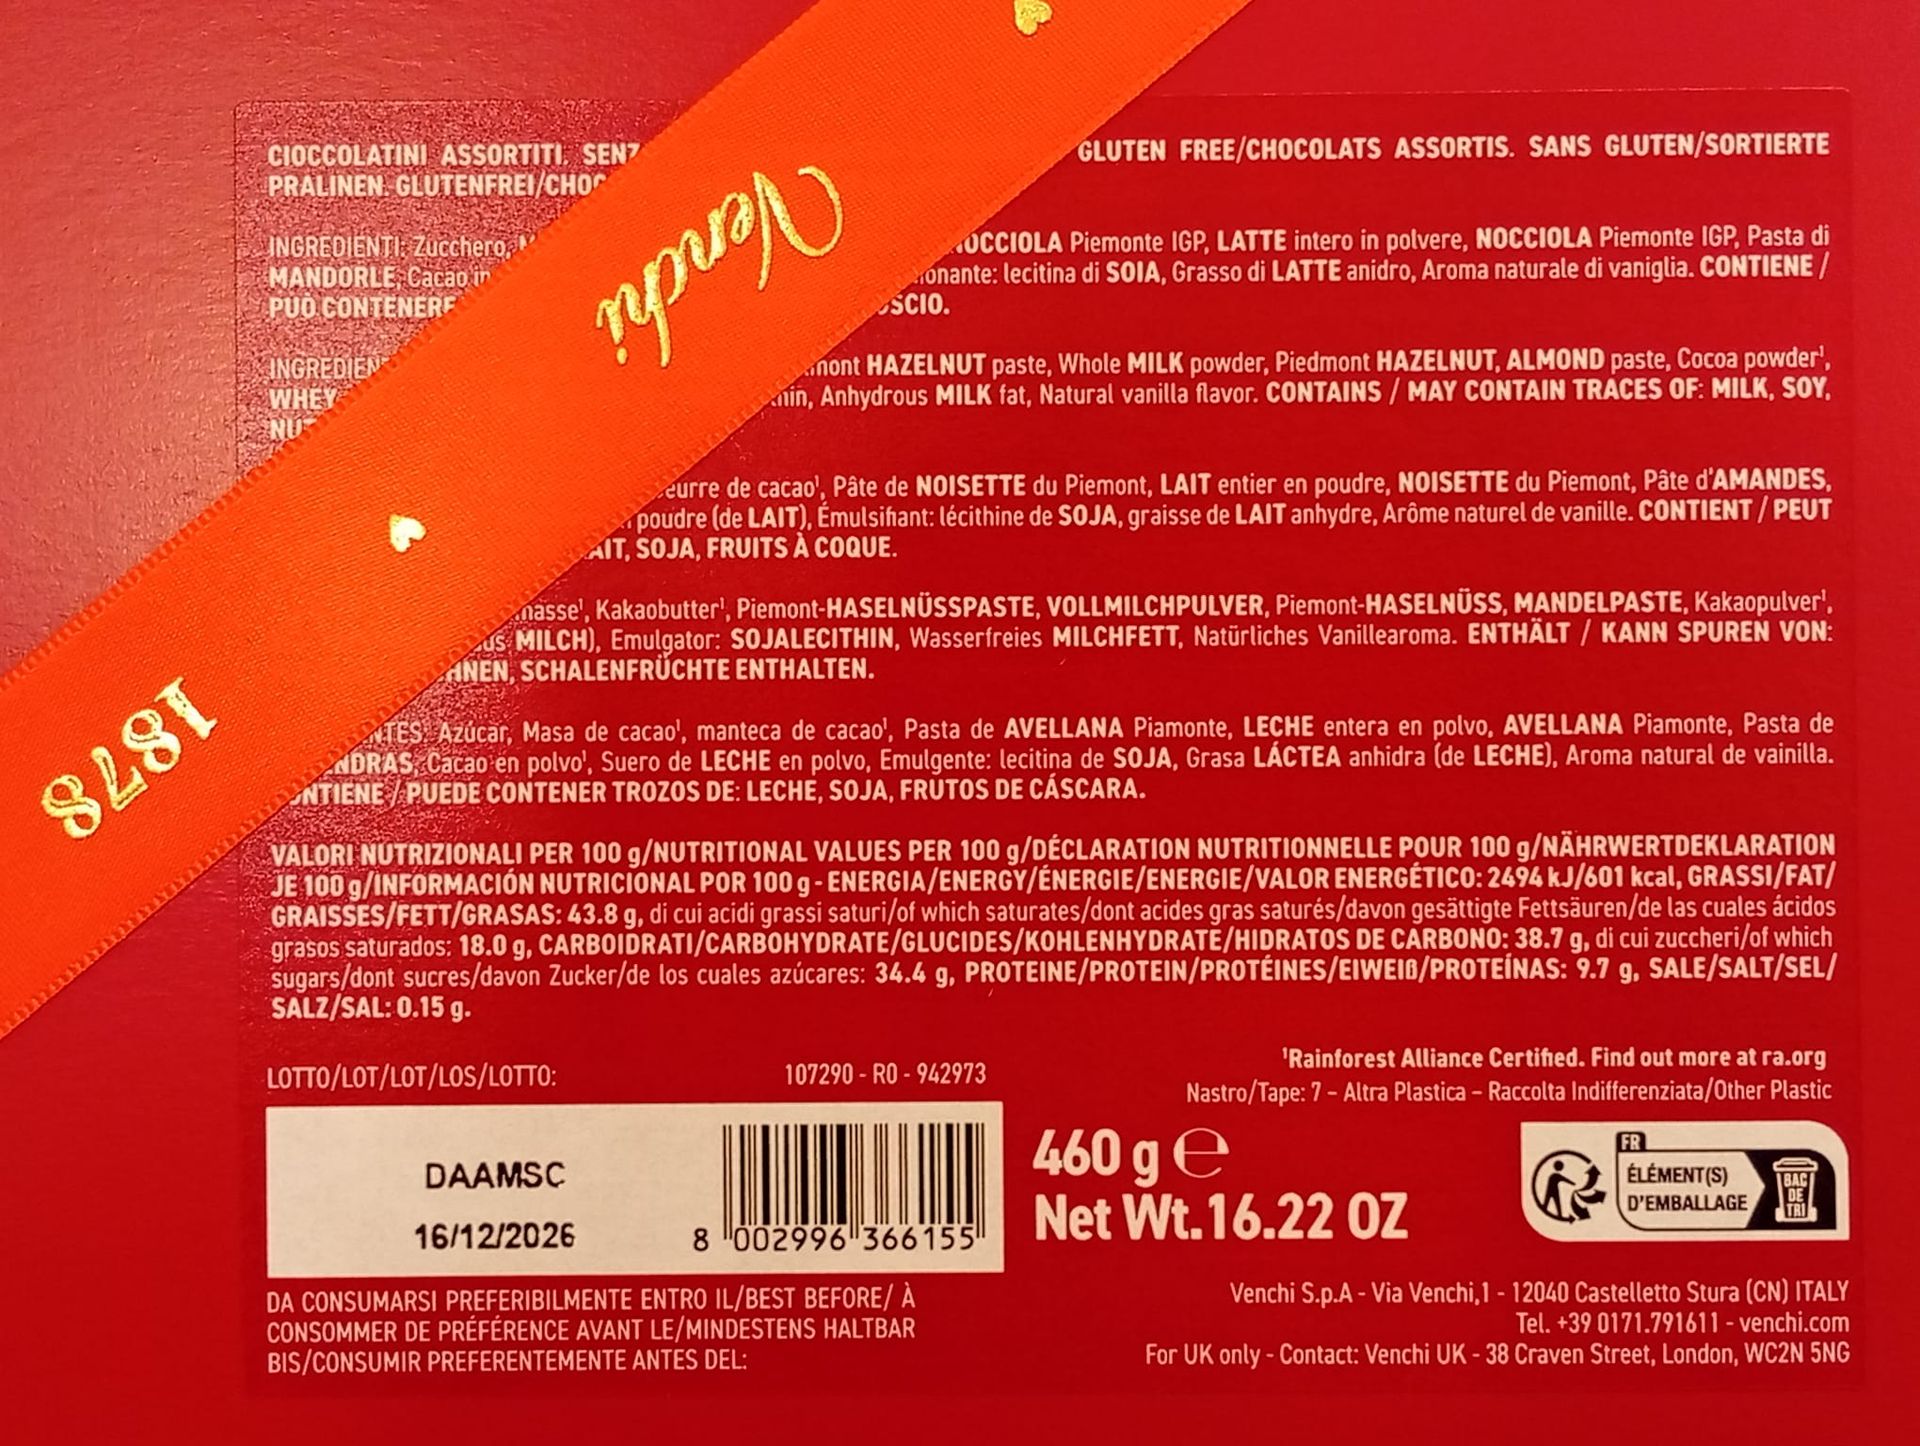 CIOCCOLATINI ASSORTITI. GLUTEN FREE/CHOCOLATS ASSORTIS. SANS GLUTEN/SORTIERTE
PRALINEN. GLUTENFREI/
INGREDIENTI: Zucchero, NOCCIOLA Piemonte IGP, LATTE intero in polvere, NOCCIOLA Piemonte IGP, Pasta di
MANDORLE, Cacao lecitina di SOIA, Grasso di LATTE anidro, Aroma naturale di vaniglia. CONTIENE /
PUÒ CONTENERE
HAZELNUT paste, Whole MILK powder, Piedmont HAZELNUT, ALMOND paste, Cocoa powder¹,
WHEY Anhydrous MILK fat, Natural vanilla flavor. CONTAINS / MAY CONTAIN TRACES OF: MILK, SOY,
de cacao¹, Pâte de NOISETTE du Piemont, LAIT entier en poudre, NOISETTE du Piemont, Pâte d'AMANDES,
poudre (de LAIT), Émulsifiant: lécithine de SOJA, graisse de LAIT anhydre, Arôme naturel de vanille. CONTIENT / PEUT
SOJA, FRUITS À COQUE.
Kakaobutter¹, Piemont-HASELNÜSSPASTE, VOLLMILCHPULVER, Piemont-HASELNÜSS, MANDELPASTE, Kakaopulver¹,
MILCH), Emulgator: SOJALECITHIN, Wasserfreies MILCHFETT, Natürliches Vanillearoma. ENTHÄLT / KANN SPUREN VON:
SCHALENFRÜCHTE ENTHALTEN.
Azúcar, Masa de cacao¹, manteca de cacao¹, Pasta de AVELLANA Piamonte, LECHE entera en polvo, AVELLANA Piamonte, Pasta de
Cacao en polvo¹, Suero de LECHE en polvo, Emulgente: lecitina de SOJA, Grasa LÁCTEA anhidra (de LECHE), Aroma natural de vainilla.
/ PUEDE CONTENER TROZOS DE: LECHE, SOJA, FRUTOS DE CÁSCARA.
VALORI NUTRIZIONALI PER 100 g/NUTRITIONAL VALUES PER 100 g/DÉCLARATION NUTRITIONNELLE POUR 100 g/NÄHRWERTDEKLARATION
JE 100 g/INFORMACIÓN NUTRICIONAL POR 100 g - ENERGIA/ENERGY/ÉNERGIE/ENERGIE/VALOR ENERGÉTICO: 2494 kJ/601 kcal, GRASSI/FAT/
GRAISSES/FETT/GRASAS: 43.8 g, di cui acidi grassi saturi/of which saturates/dont acides gras saturés/davon gesättigte Fettsäuren/de las cuales ácidos
grasos saturados: 18.0 g, CARBOIDRATI/CARBOHYDRATE/GLUCIDES/KOHLENHYDRATE/HIDRATOS DE CARBONO: 38.7 g, di cui zuccheri/of which
sugars/dont sucres/davon Zucker/de los cuales azúcares: 34.4 g, PROTEINE/PROTEIN/PROTÉINES/EIWEIß/PROTEÍNAS: 9.7 g, SALE/SALT/SEL/
SALZ/SAL: 0.15 g.
Venchi
1878
LOTTO/LOT/LOT/LOS/LOTTO: 107290 - R0 - 942973
DAAMSC
16/12/2026
8 002996 366155
DA CONSUMARSI PREFERIBILMENTE ENTRO IL/BEST BEFORE/ À
CONSOMMER DE PRÉFÉRENCE AVANT LE/MINDESTENS HALTBAR
BIS/CONSUMIR PREFERENTEMENTE ANTES DEL:
¹Rainforest Alliance Certified. Find out more at ra.org
Nastro/Tape: 7 – Altra Plastica – Raccolta Indifferenziata/Other Plastic
460 g ℮
Net Wt.16.22 OZ
FR
ÉLÉMENT(S)
D'EMBALLAGE
BAC
DE
TRI
Venchi S.p.A - Via Venchi,1 - 12040 Castelletto Stura (CN) ITALY
Tel. +39 0171.791611 - venchi.com
For UK only - Contact: Venchi UK - 38 Craven Street, London, WC2N 5NG